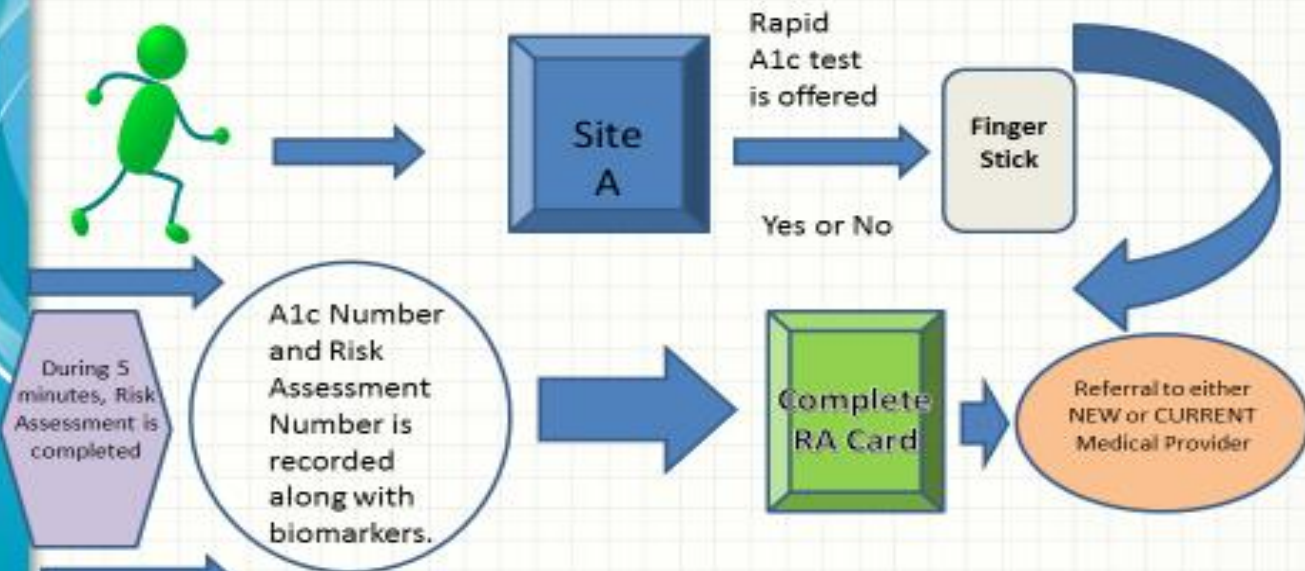 Site
A
Rapid
A1c test
is offered
Yes or No
Finger
Stick
During 5
minutes, Risk
Assessment is
completed
A1c Number
and Risk
Assessment
Number is
recorded
along with
biomarkers.
Complete
RA Card
Referral to either
NEW or CURRENT
Medical Provider